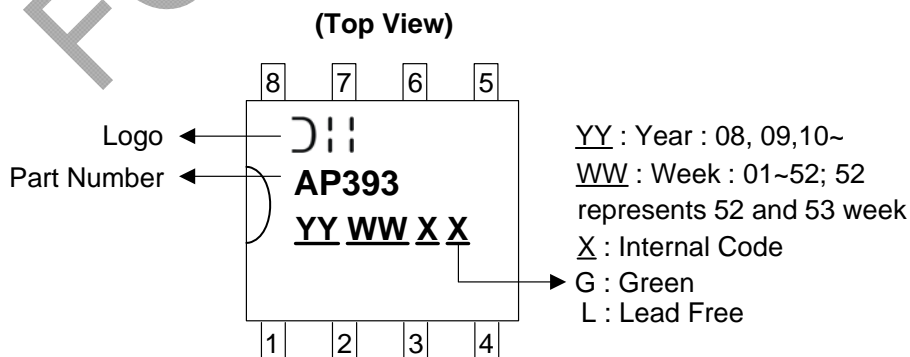 (Top View)
8 7 6 5
Logo
Part Number
AP393
YY WW X X
YY : Year : 08, 09,10~
WW : Week : 01~52; 52
represents 52 and 53 week
X : Internal Code
G : Green
L : Lead Free
1 2 3 4